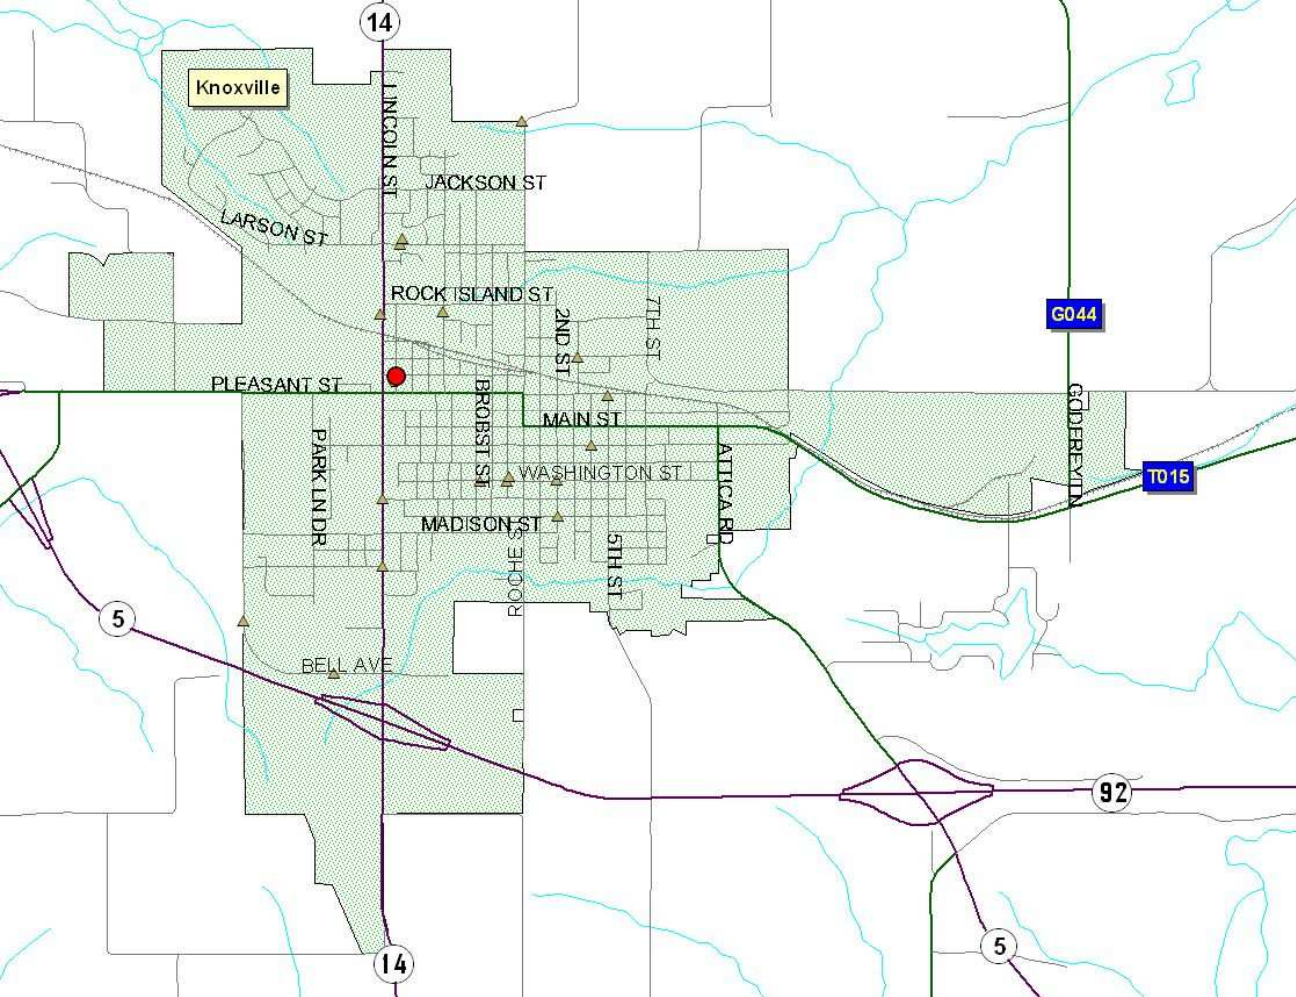 14
Knoxville
LINCOLN ST
JACKSON ST
LARSON ST
ROCK ISLAND ST
2ND ST
7TH ST
G044
PLEASANT ST
BROBST ST
MAIN ST
GODFREY LN
PARK LN DR
WASHINGTON ST
ATTICA RD
T015
MADISON ST
ROCHE ST
5TH ST
5
BELL AVE
92
5
14